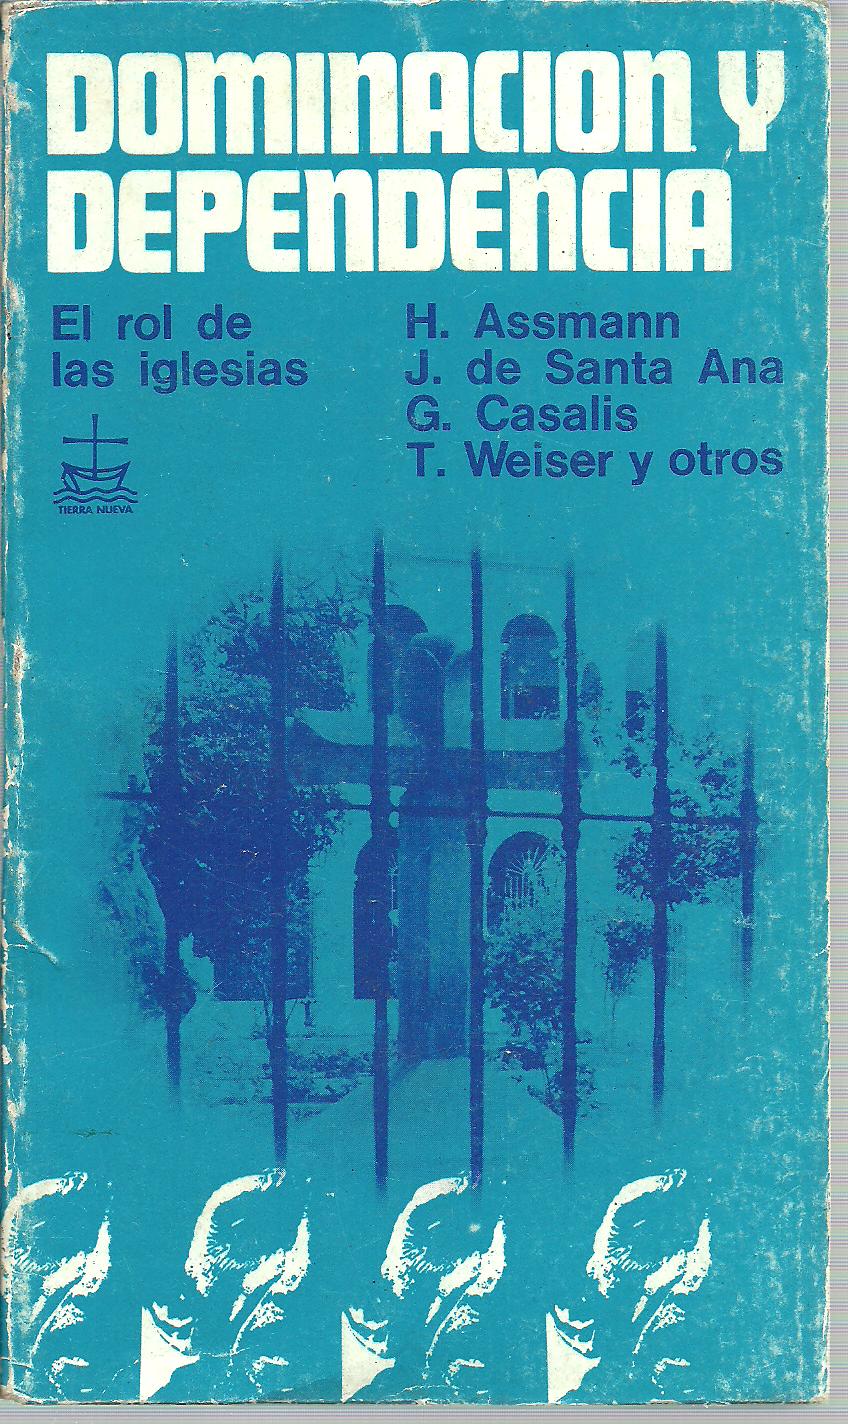 DOMINACION Y
DEPENDENCIA
El rol de
las iglesias
H. Assmann
J. de Santa Ana
G. Casalis
T. Weiser y otros
TIERRA NUEVA